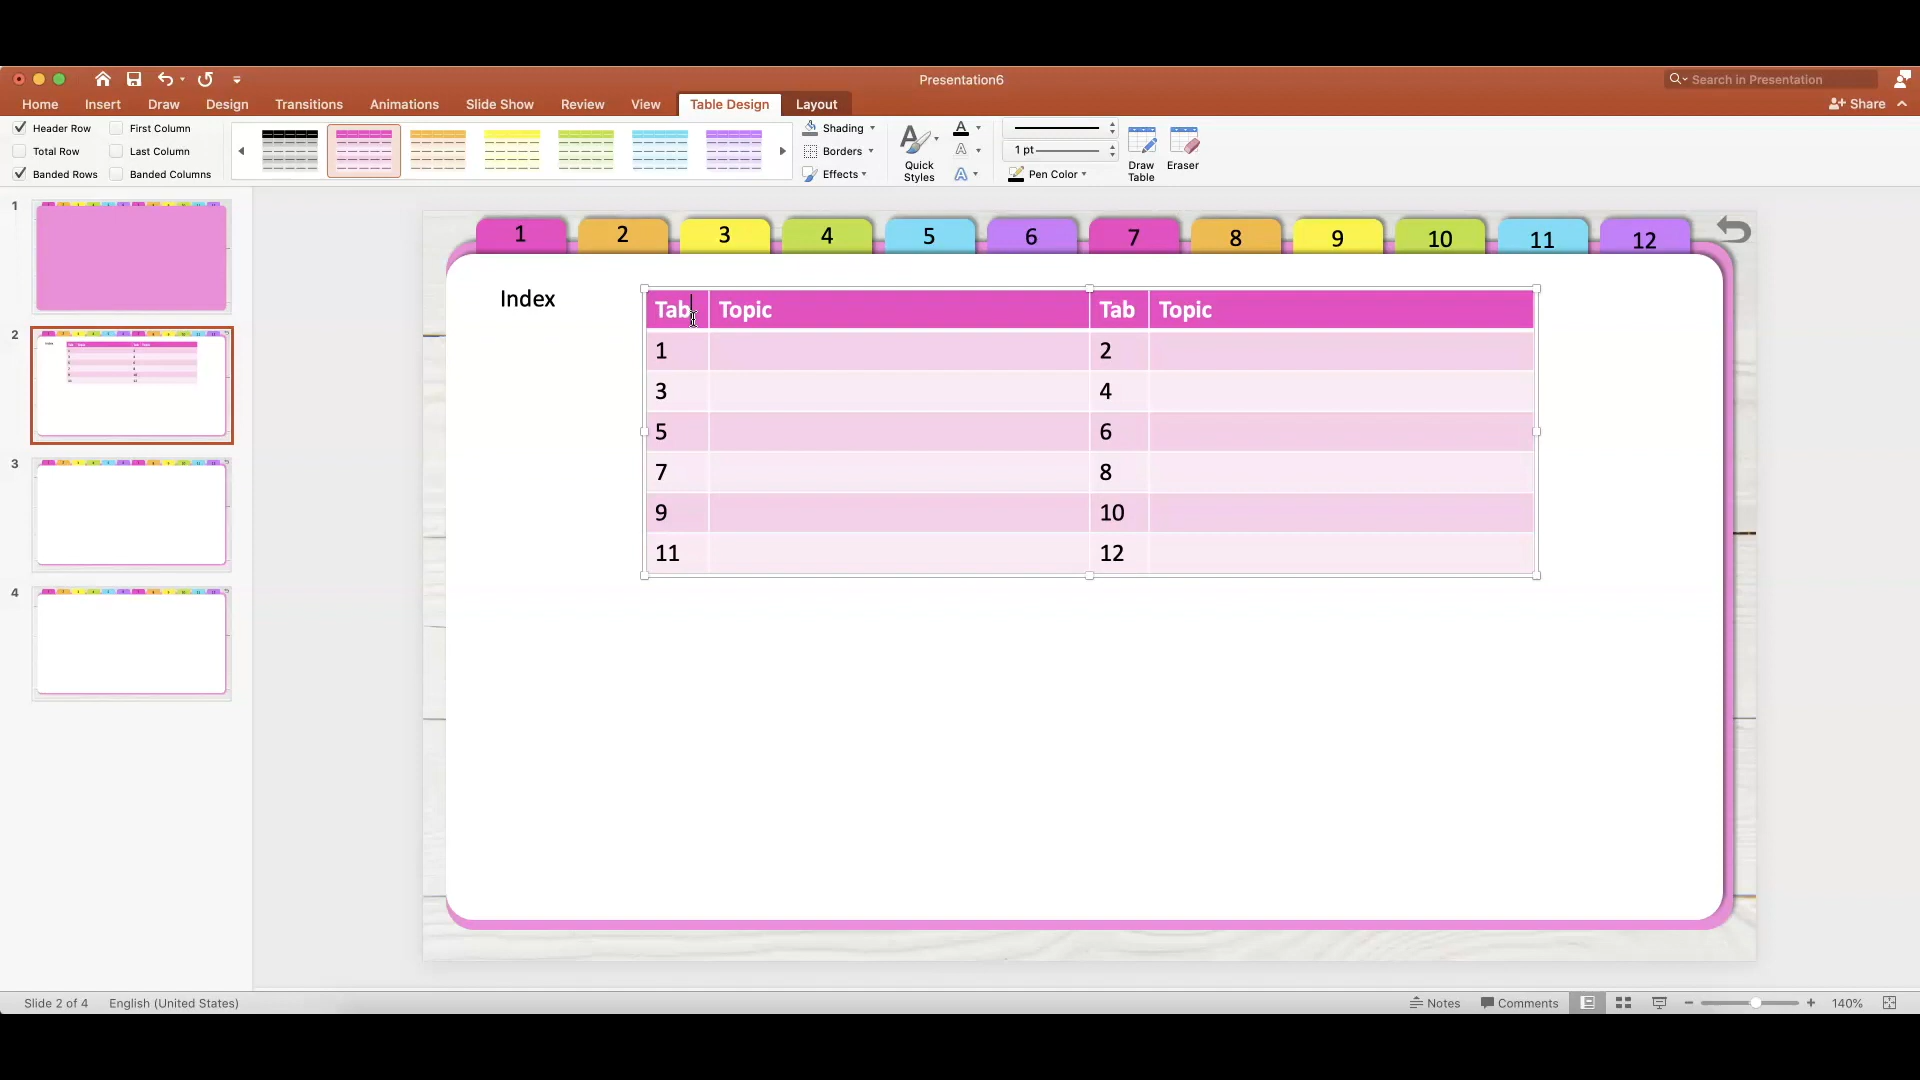 Presentation6
Search in Presentation
Home Insert Draw Design Transitions Animations Slide Show Review View Table Design Layout Share
Header Row First Column
Total Row Last Column
Banded Rows Banded Columns
Shading
Borders
Effects
Quick
Styles
1 pt
Pen Color
Draw
Table
Eraser
1
2
3
4
1 2 3 4 5 6 7 8 9 10 11 12
Index
Tab Topic Tab Topic
1 2
3 4
5 6
7 8
9 10
11 12
Slide 2 of 4 English (United States) Notes Comments 140%